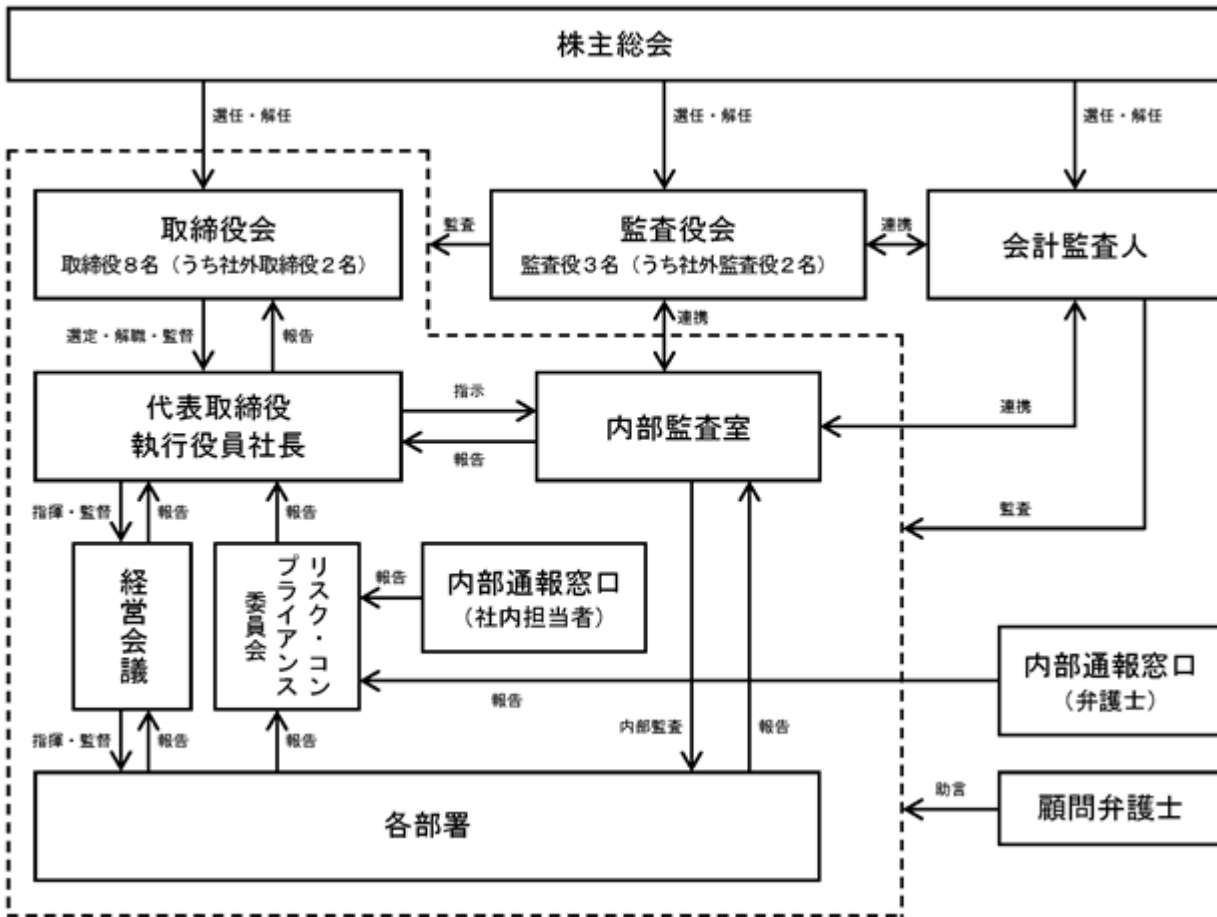 株主総会
選任・解任
選任・解任
選任・解任
取締役会
取締役8名（うち社外取締役2名）
監査
監査役会
監査役3名（うち社外監査役2名）
連携
会計監査人
選定・解職・監督
報告
連携
代表取締役
執行役員社長
指示
報告
内部監査室
連携
監査
指揮・監督
報告
報告
経営会議
リスク・コン
プライアンス
委員会
報告
内部通報窓口
（社内担当者）
報告
内部通報窓口
（弁護士）
指揮・監督
報告
報告
内部監査
報告
各部署
助言
顧問弁護士